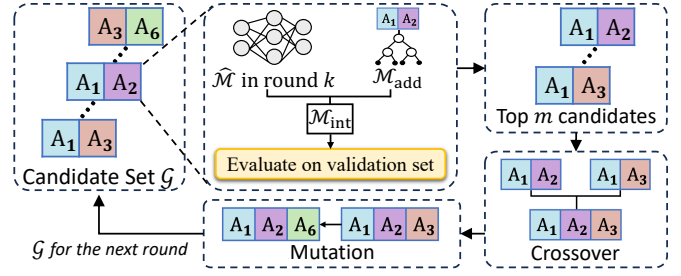 A₃ A₆
A₁ A₂
A₁ A₃
Candidate Set 𝒢
A₁ A₂
ℳ̂ in round k
ℳadd
ℳint
Evaluate on validation set
A₁ A₂
A₁ A₃
Top m candidates
A₁ A₂ A₁ A₃
A₁ A₂ A₃
Crossover
A₁ A₂ A₆ A₁ A₂ A₃
Mutation
𝒢 for the next round